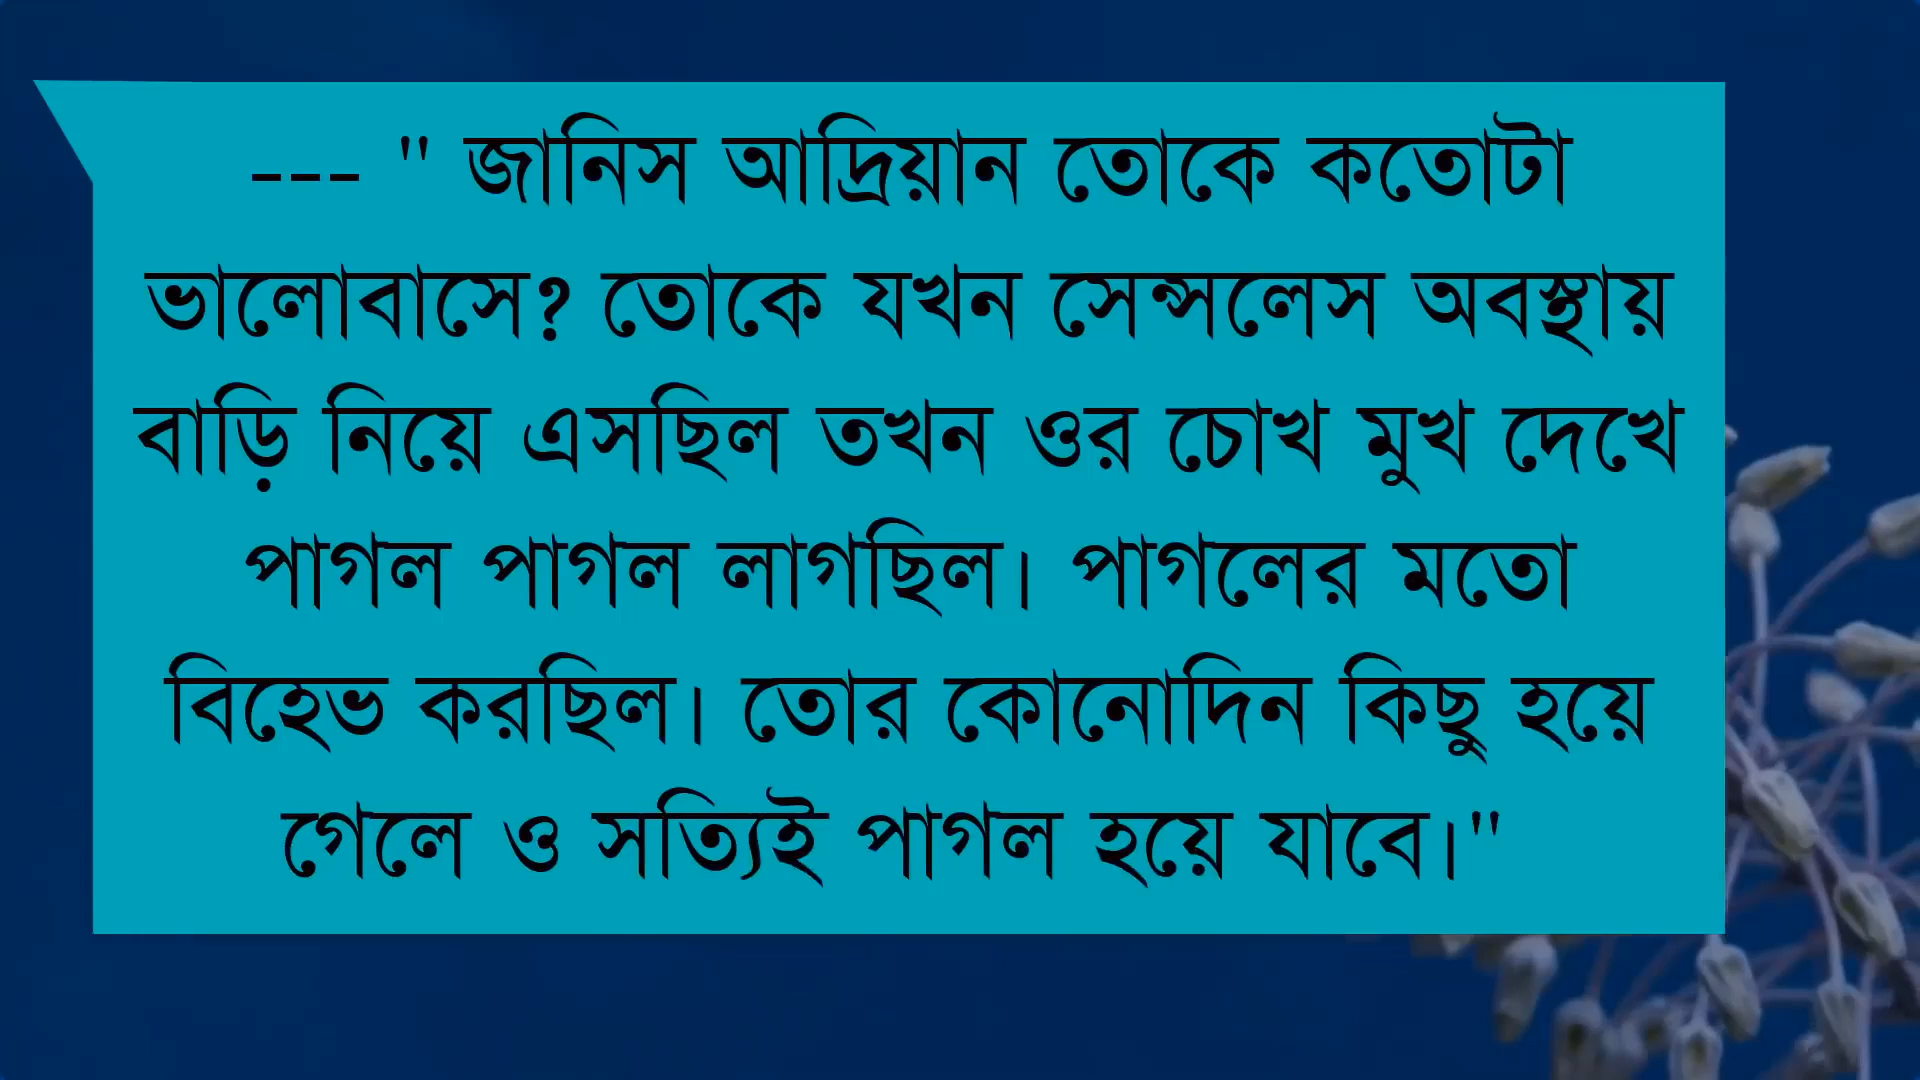 --- " জানিস আদ্রিয়ান তোকে কতোটা
ভালোবাসে? তোকে যখন সেন্সলেস অবস্থায়
বাড়ি নিয়ে এসছিল তখন ওর চোখ মুখ দেখে
পাগল পাগল লাগছিল। পাগলের মতো
বিহেভ করছিল। তোর কোনোদিন কিছু হয়ে
গেলে ও সত্যিই পাগল হয়ে যাবে।"